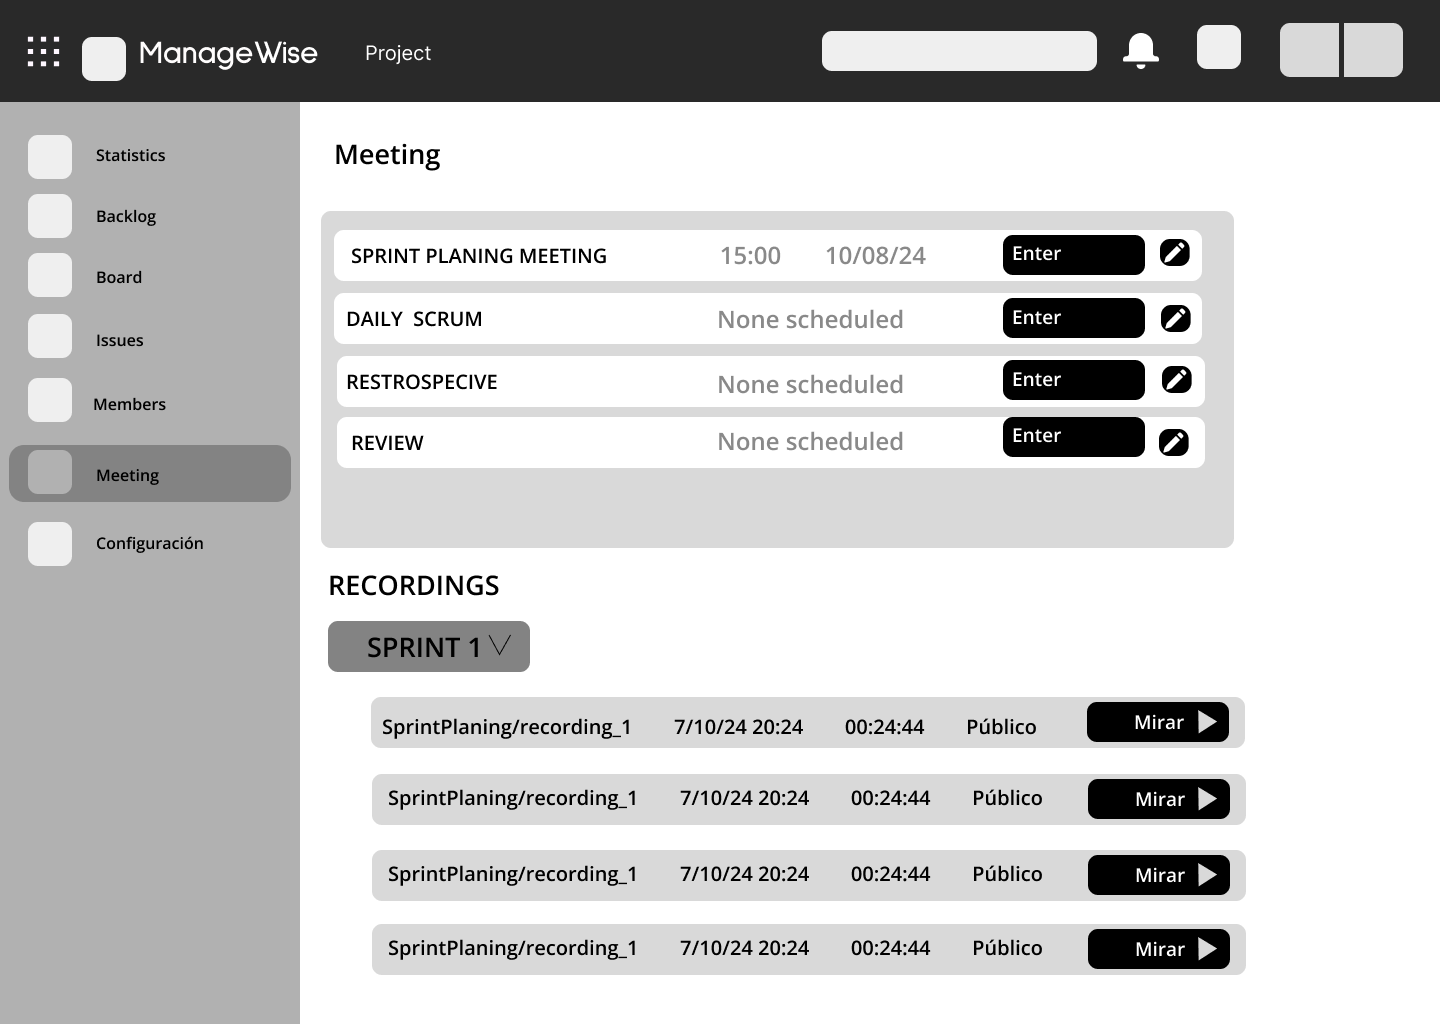 ManageWise Project
Statistics
Backlog
Board
Issues
Members
Meeting
Configuración
Meeting
SPRINT PLANING MEETING 15:00 10/08/24 Enter
DAILY SCRUM None scheduled Enter
RESTROSPECIVE None scheduled Enter
REVIEW None scheduled Enter
RECORDINGS
SPRINT 1
SprintPlaning/recording_1 7/10/24 20:24 00:24:44 Público Mirar
SprintPlaning/recording_1 7/10/24 20:24 00:24:44 Público Mirar
SprintPlaning/recording_1 7/10/24 20:24 00:24:44 Público Mirar
SprintPlaning/recording_1 7/10/24 20:24 00:24:44 Público Mirar